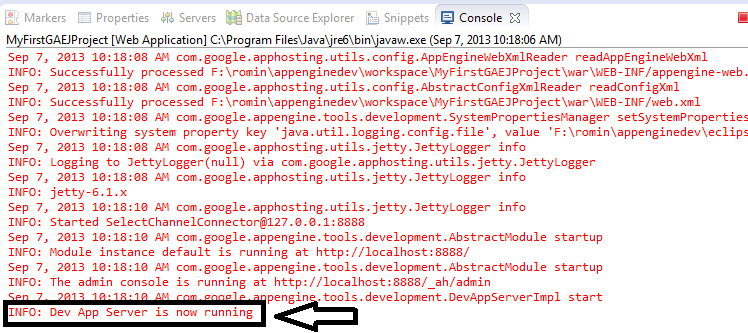 Markers Properties Servers Data Source Explorer Snippets Console
MyFirstGAEJProject [Web Application] C:\Program Files\Java\jre6\bin\javaw.exe (Sep 7, 2013 10:18:06 AM)
Sep 7, 2013 10:18:08 AM com.google.apphosting.utils.config.AppEngineWebXmlReader readAppEngineWebXml
INFO: Successfully processed F:\romin\appenginedev\workspace\MyFirstGAEJProject\war\WEB-INF/appengine-web.
Sep 7, 2013 10:18:08 AM com.google.apphosting.utils.config.AbstractConfigXmlReader readConfigXml
INFO: Successfully processed F:\romin\appenginedev\workspace\MyFirstGAEJProject\war\WEB-INF/web.xml
Sep 7, 2013 10:18:08 AM com.google.appengine.tools.development.SystemPropertiesManager setSystemProperties
INFO: Overwriting system property key 'java.util.logging.config.file', value 'F:\romin\appenginedev\eclips
Sep 7, 2013 10:18:08 AM com.google.apphosting.utils.jetty.JettyLogger info
INFO: Logging to JettyLogger(null) via com.google.apphosting.utils.jetty.JettyLogger
Sep 7, 2013 10:18:08 AM com.google.apphosting.utils.jetty.JettyLogger info
INFO: jetty-6.1.x
Sep 7, 2013 10:18:10 AM com.google.apphosting.utils.jetty.JettyLogger info
INFO: Started SelectChannelConnector@127.0.0.1:8888
Sep 7, 2013 10:18:10 AM com.google.appengine.tools.development.AbstractModule startup
INFO: Module instance default is running at http://localhost:8888/
Sep 7, 2013 10:18:10 AM com.google.appengine.tools.development.AbstractModule startup
INFO: The admin console is running at http://localhost:8888/_ah/admin
Sep 7, 2013 10:18:10 AM com.google.appengine.tools.development.DevAppServerImpl start
INFO: Dev App Server is now running